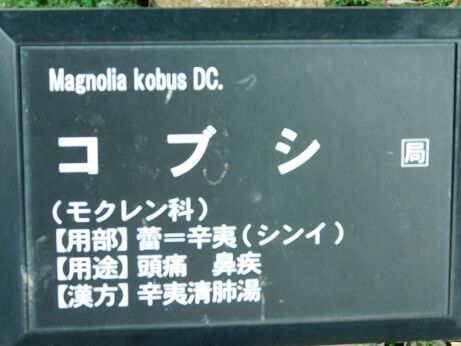 Magnolia kobus DC.
コブシ 局
(モクレン科)
【用部】蕾=辛夷(シンイ)
【用途】頭痛 鼻疾
【漢方】辛夷清肺湯